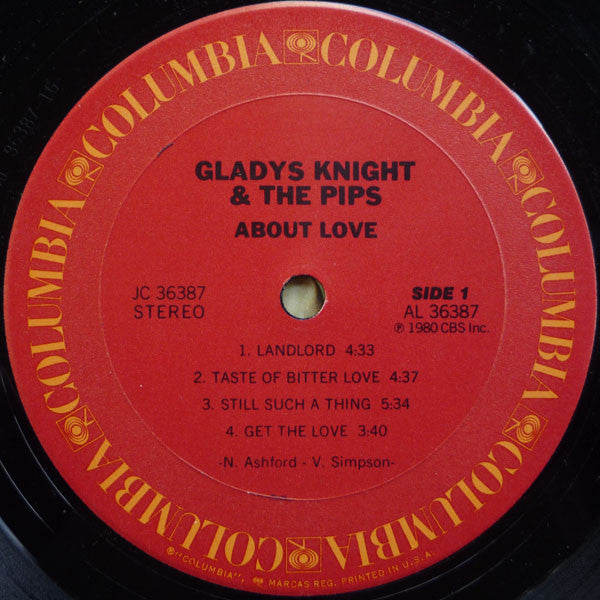 COLUMBIA COLUMBIA COLUMBIA COLUMBIA COLUMBIA COLUMBIA
GLADYS KNIGHT
& THE PIPS
ABOUT LOVE
JC 36387
STEREO
SIDE 1
AL 36387
℗ 1980 CBS Inc.
1. LANDLORD 4:33
2. TASTE OF BITTER LOVE 4:37
3. STILL SUCH A THING 5:34
4. GET THE LOVE 3:40
-N. Ashford - V. Simpson-
℗"COLUMBIA", MARCAS REG. PRINTED IN U.S.A.